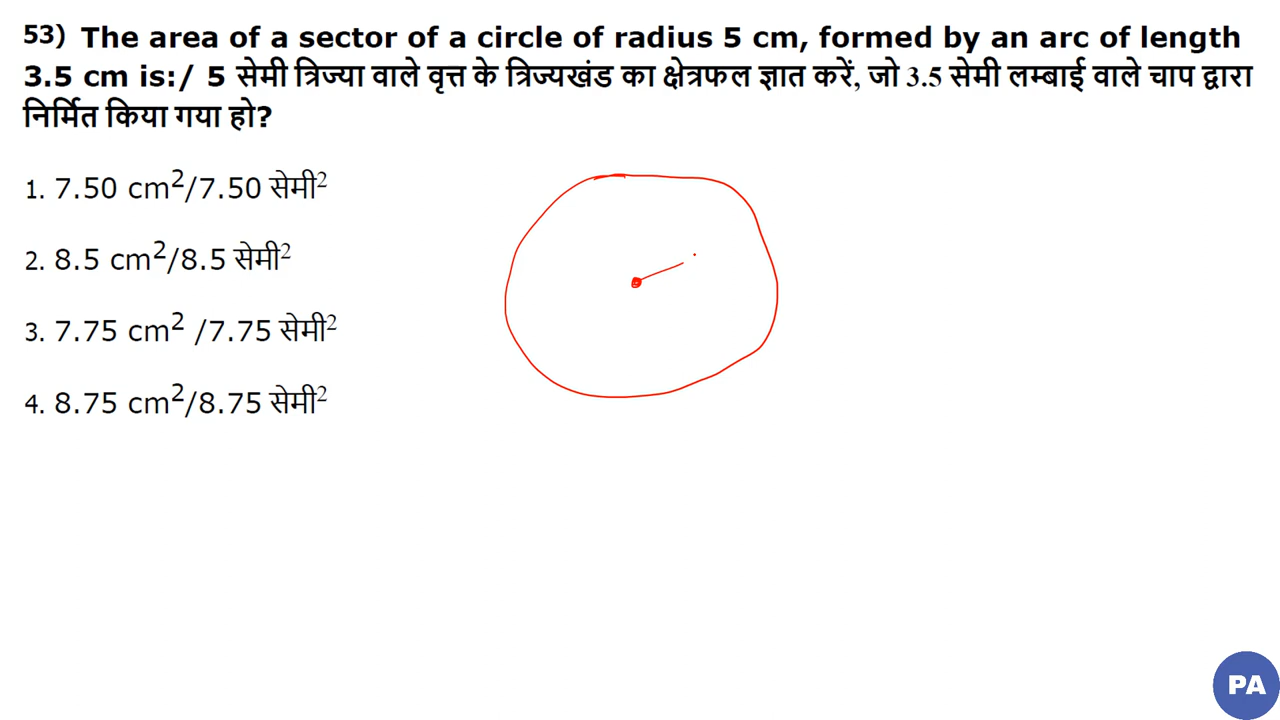 53) The area of a sector of a circle of radius 5 cm, formed by an arc of length
3.5 cm is:/ 5 सेमी त्रिज्या वाले वृत्त के त्रिज्यखंड का क्षेत्रफल ज्ञात करें, जो 3.5 सेमी लम्बाई वाले चाप द्वारा
निर्मित किया गया हो?
1. 7.50 cm²/7.50 सेमी²
2. 8.5 cm²/8.5 सेमी²
3. 7.75 cm² /7.75 सेमी²
4. 8.75 cm²/8.75 सेमी²
PA